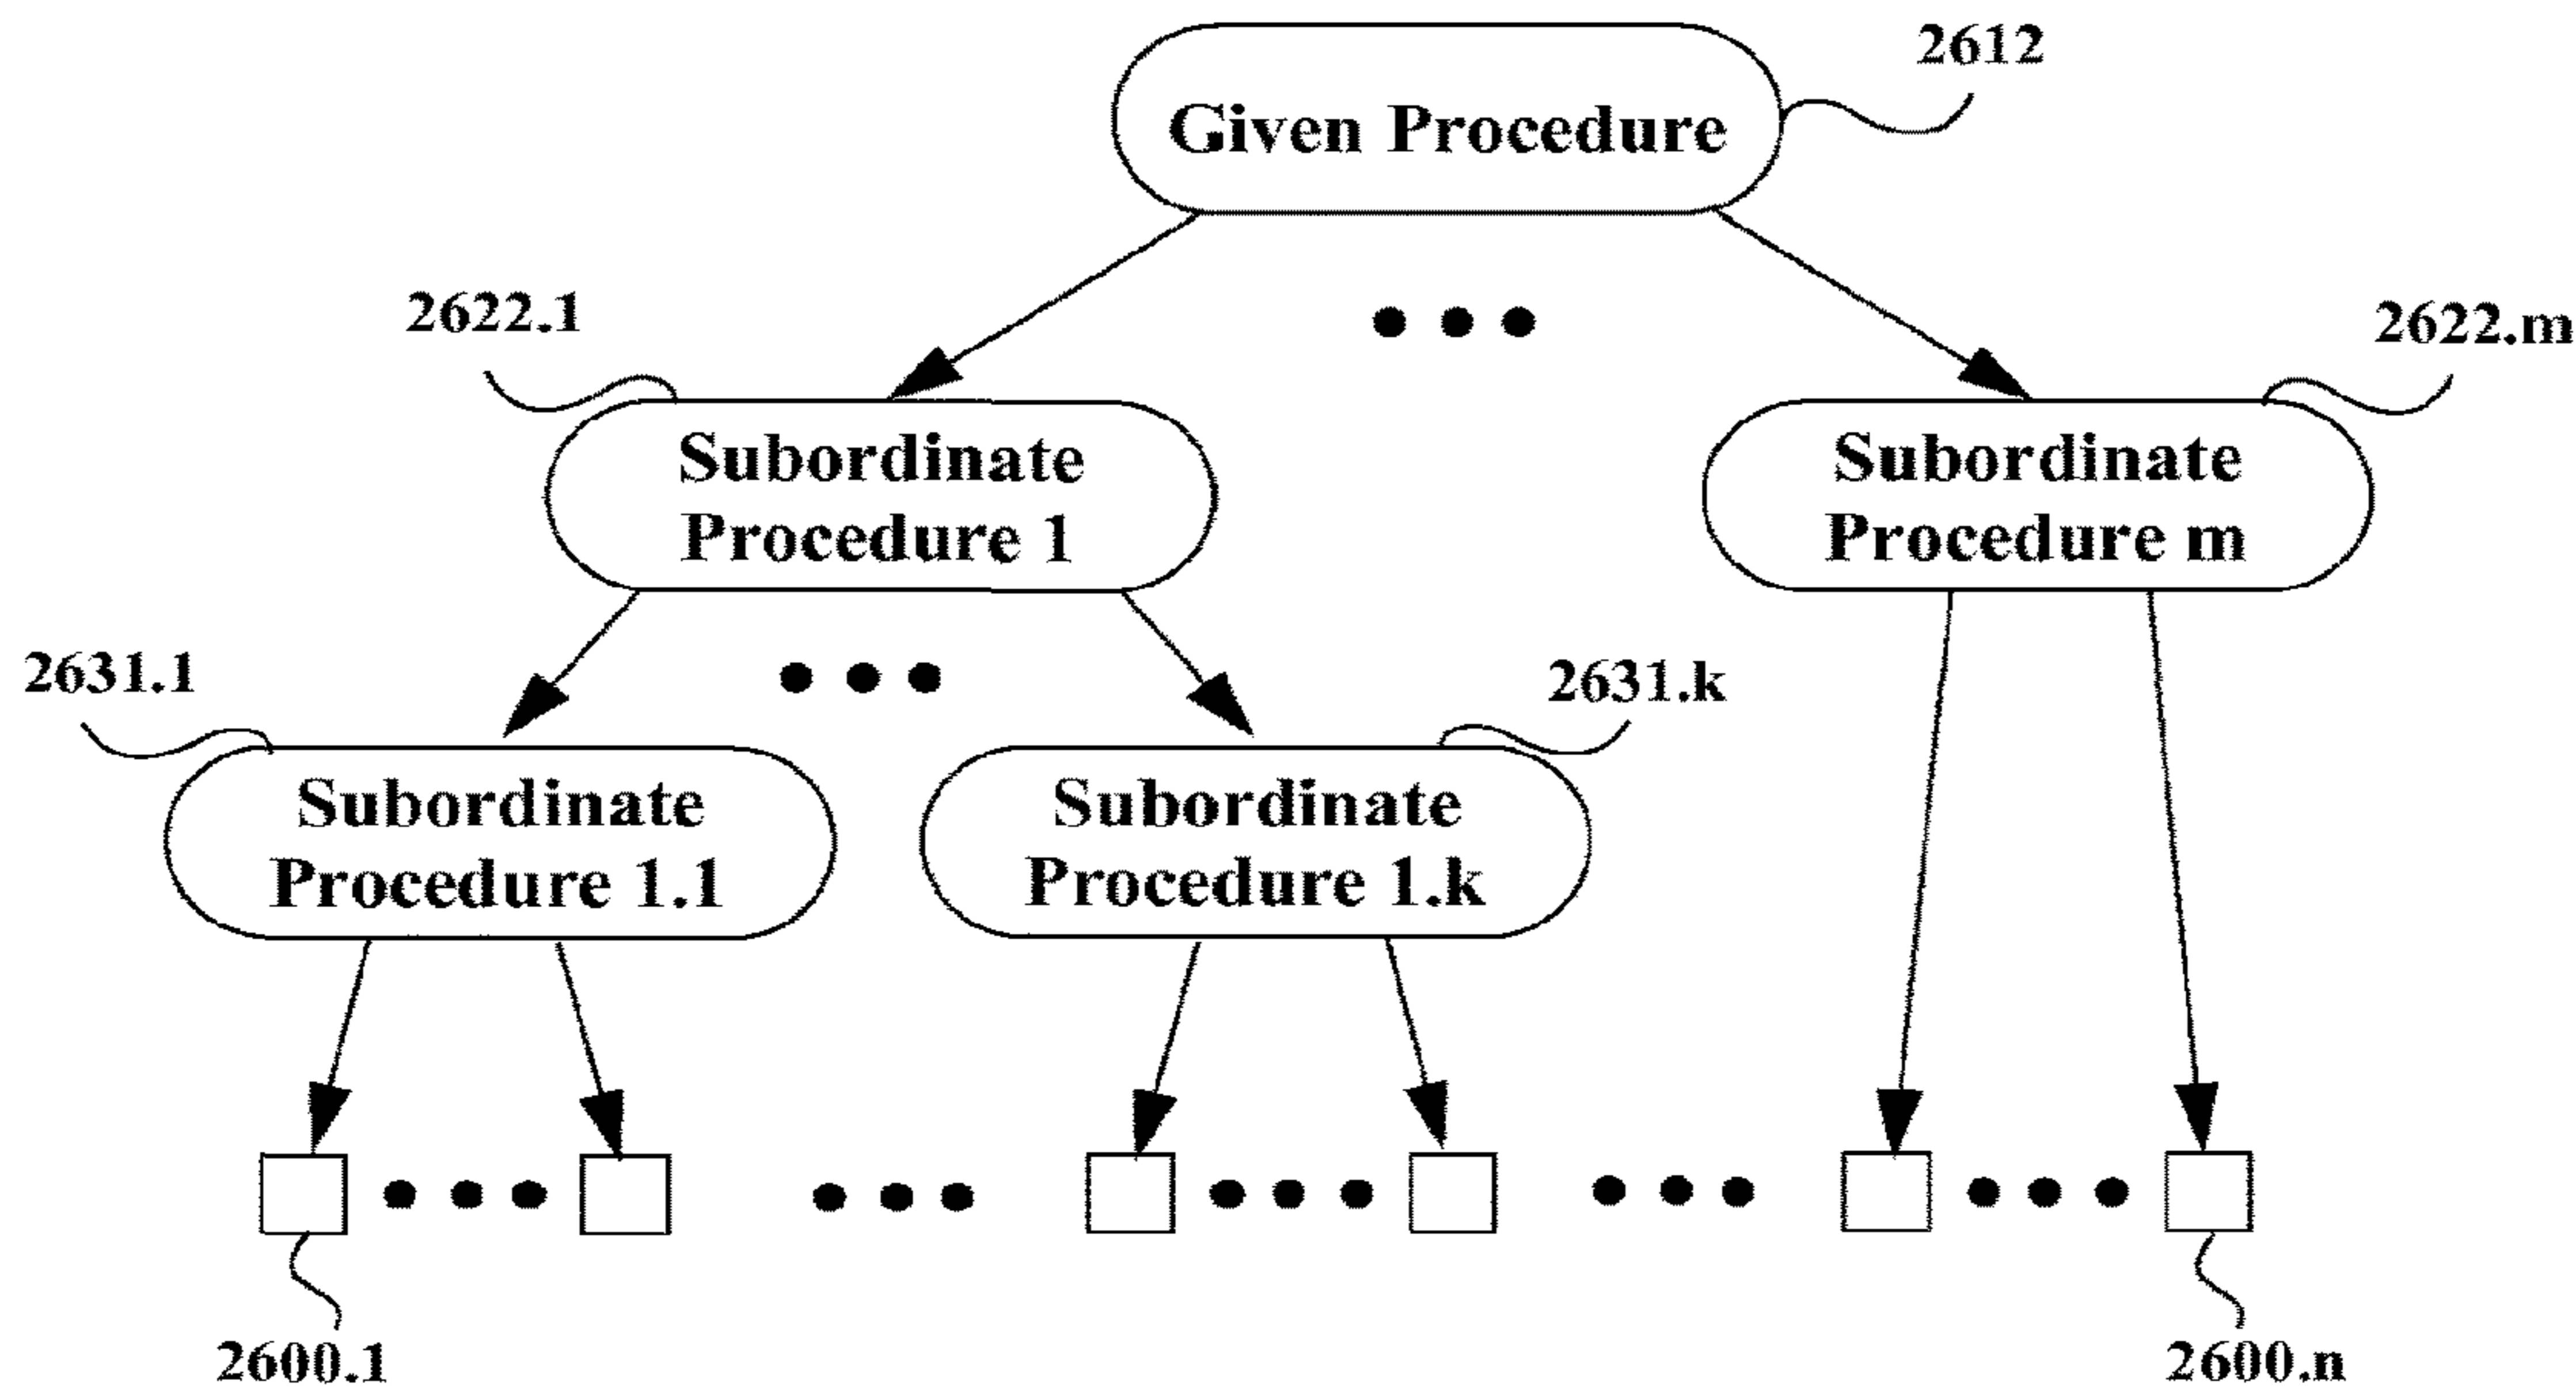 2612
Given Procedure
2622.1
2622.m
Subordinate
Procedure 1
Subordinate
Procedure m
2631.1
2631.k
Subordinate
Procedure 1.1
Subordinate
Procedure 1.k
2600.1
2600.n